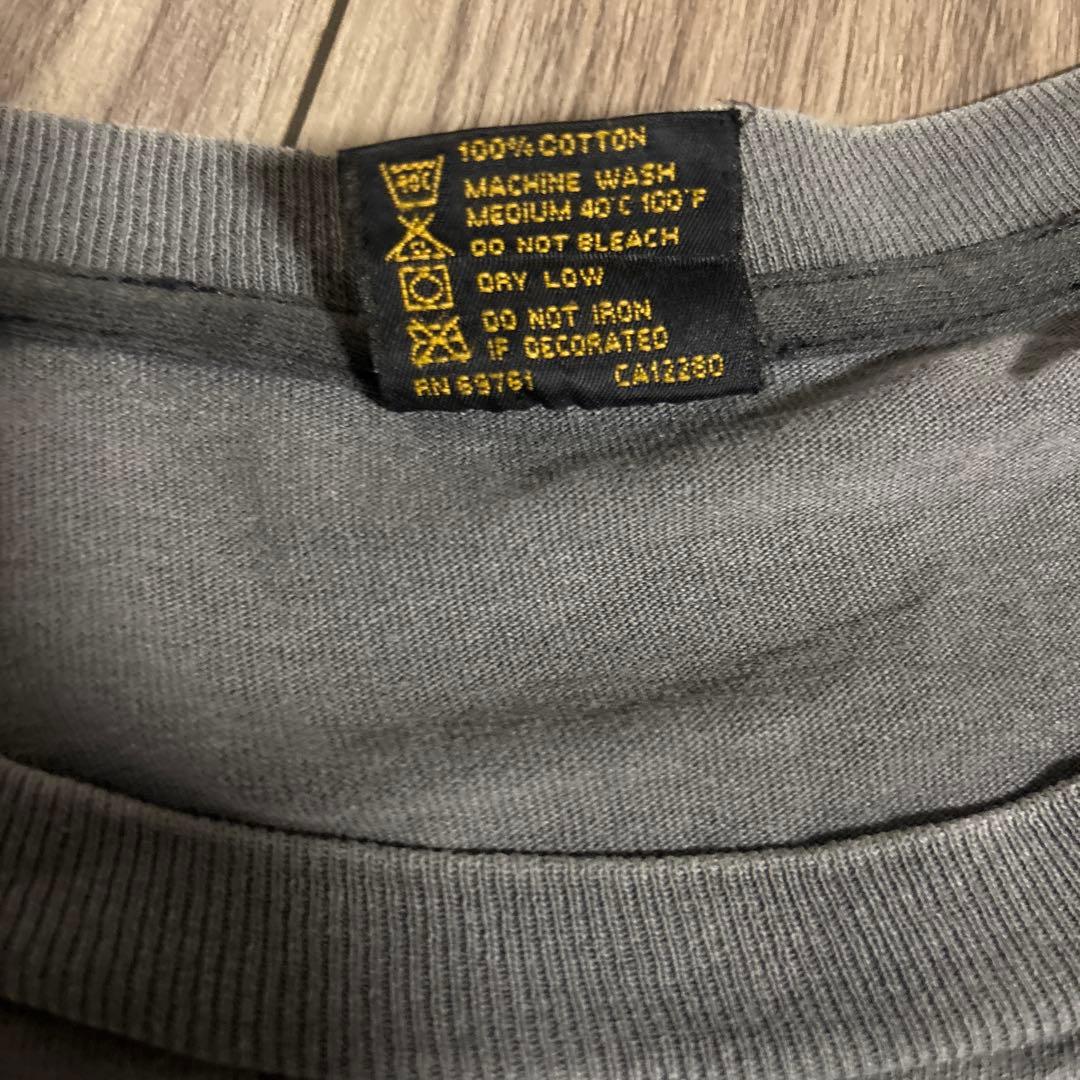 100% COTTON
MACHINE WASH
MEDIUM 40°C 100°F
DO NOT BLEACH
DRY LOW
DO NOT IRON
IF DECORATED
RN 69761 CA12280